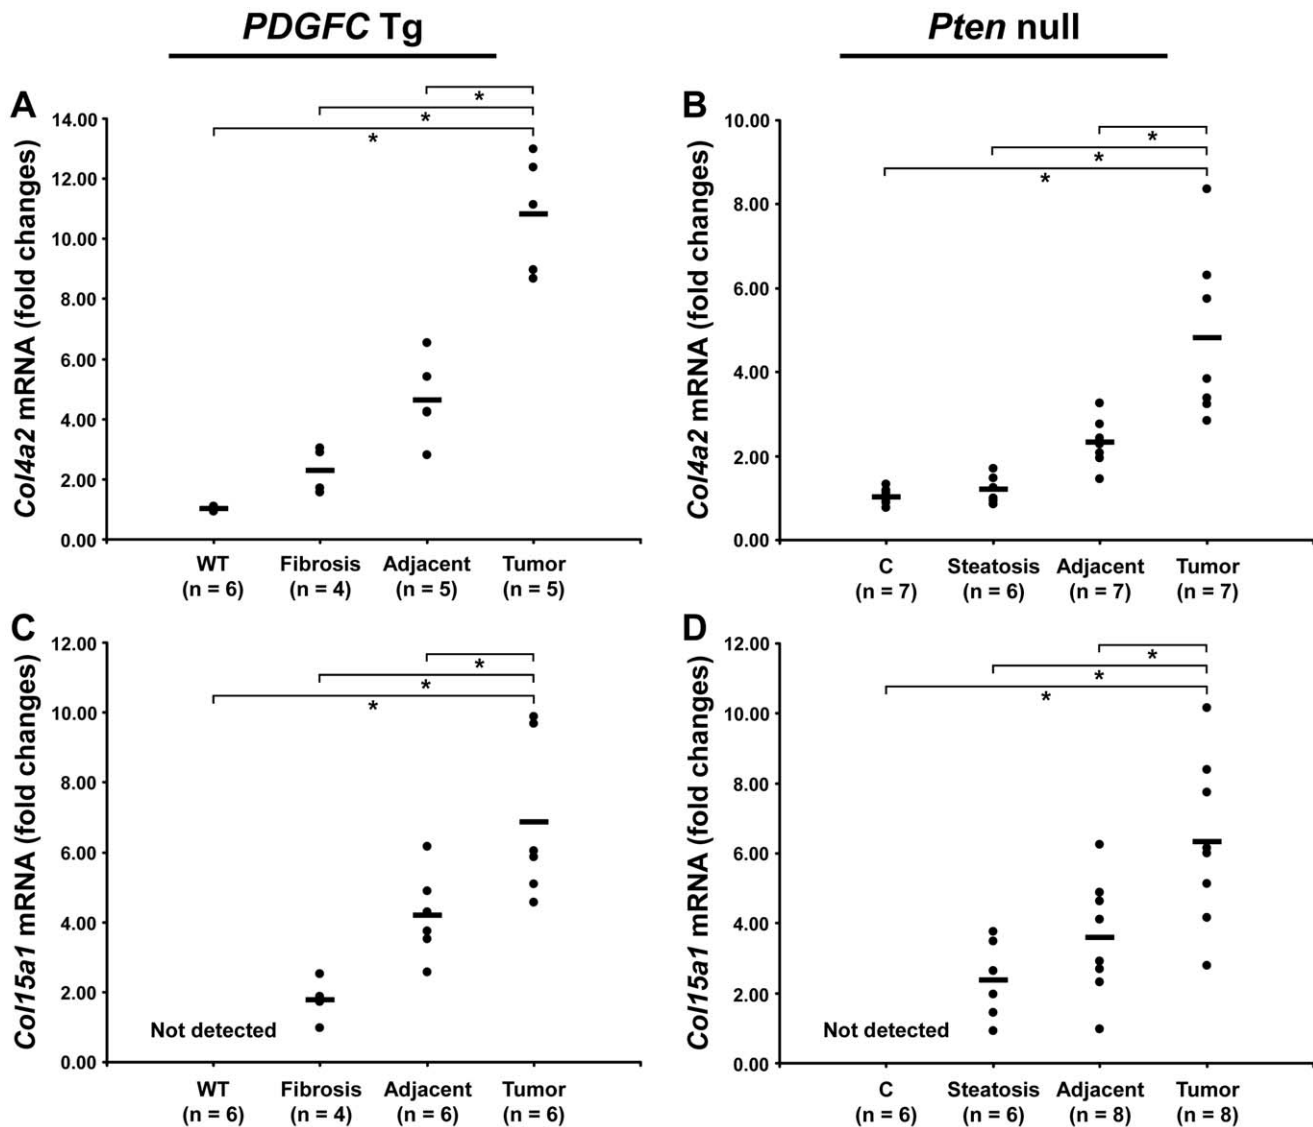 PDGFC Tg
Pten null
A
Col4a2 mRNA (fold changes)
14.00
12.00
10.00
8.00
6.00
4.00
2.00
0.00
*
*
*
WT
(n = 6)
Fibrosis
(n = 4)
Adjacent
(n = 5)
Tumor
(n = 5)
B
Col4a2 mRNA (fold changes)
10.00
8.00
6.00
4.00
2.00
0.00
*
*
*
C
(n = 7)
Steatosis
(n = 6)
Adjacent
(n = 7)
Tumor
(n = 7)
C
Col15a1 mRNA (fold changes)
12.00
10.00
8.00
6.00
4.00
2.00
0.00
*
*
*
Not detected
WT
(n = 6)
Fibrosis
(n = 4)
Adjacent
(n = 6)
Tumor
(n = 6)
D
Col15a1 mRNA (fold changes)
12.00
10.00
8.00
6.00
4.00
2.00
0.00
*
*
*
Not detected
C
(n = 6)
Steatosis
(n = 6)
Adjacent
(n = 8)
Tumor
(n = 8)